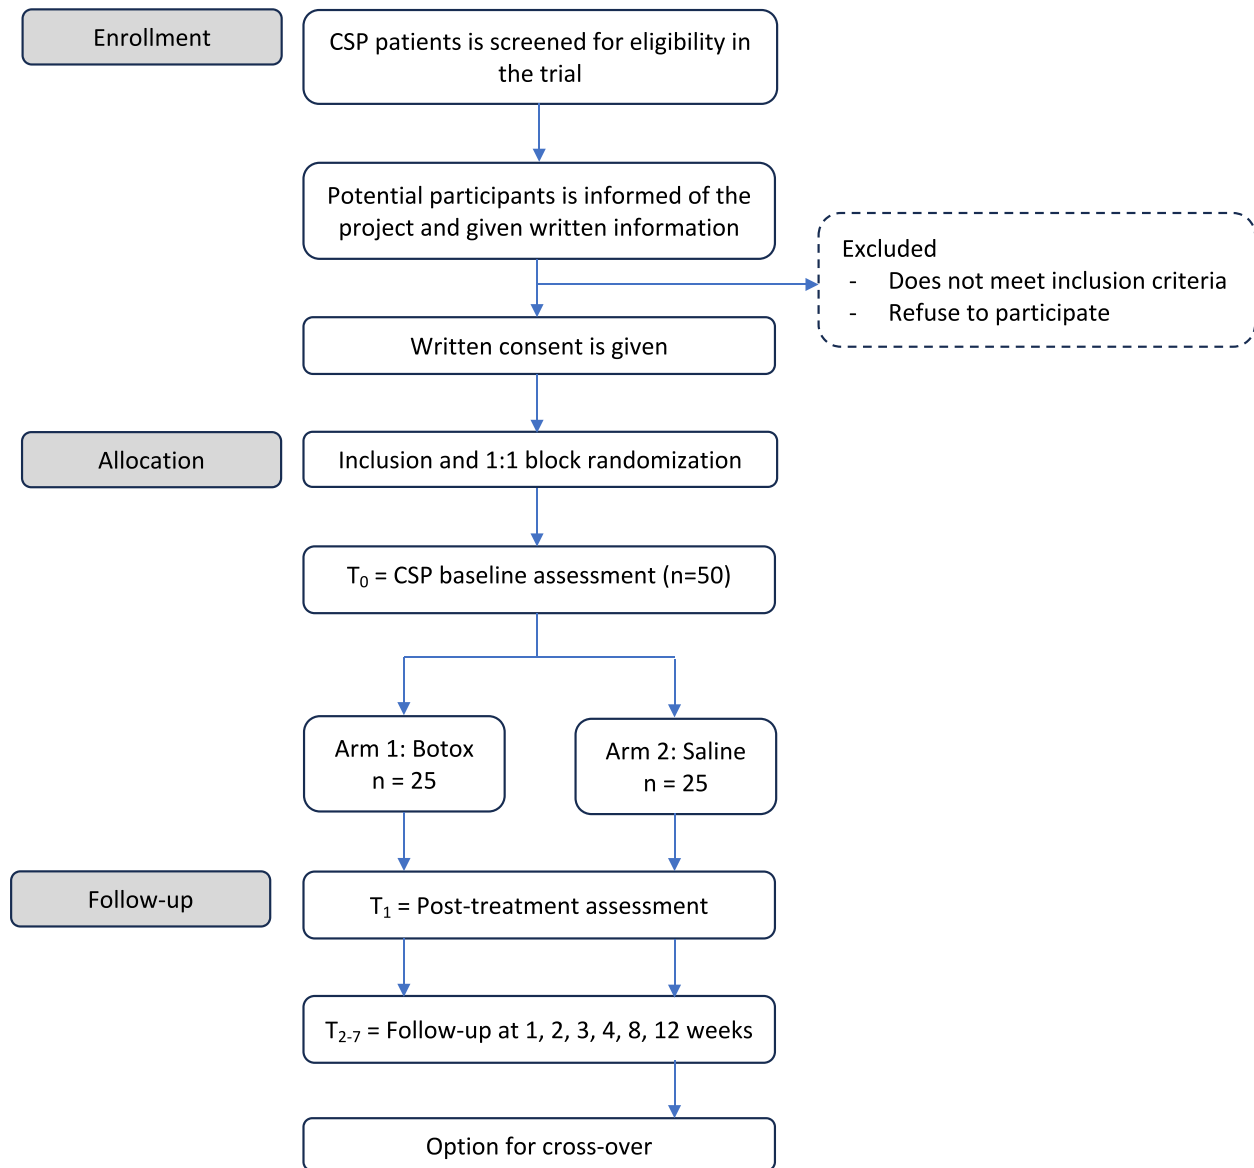 Enrollment
CSP patients is screened for eligibility in
the trial
Potential participants is informed of the
project and given written information
Excluded
- Does not meet inclusion criteria
- Refuse to participate
Written consent is given
Allocation
Inclusion and 1:1 block randomization
T₀ = CSP baseline assessment (n=50)
Arm 1: Botox
n = 25
Arm 2: Saline
n = 25
Follow-up
T₁ = Post-treatment assessment
T₂₋₇ = Follow-up at 1, 2, 3, 4, 8, 12 weeks
Option for cross-over